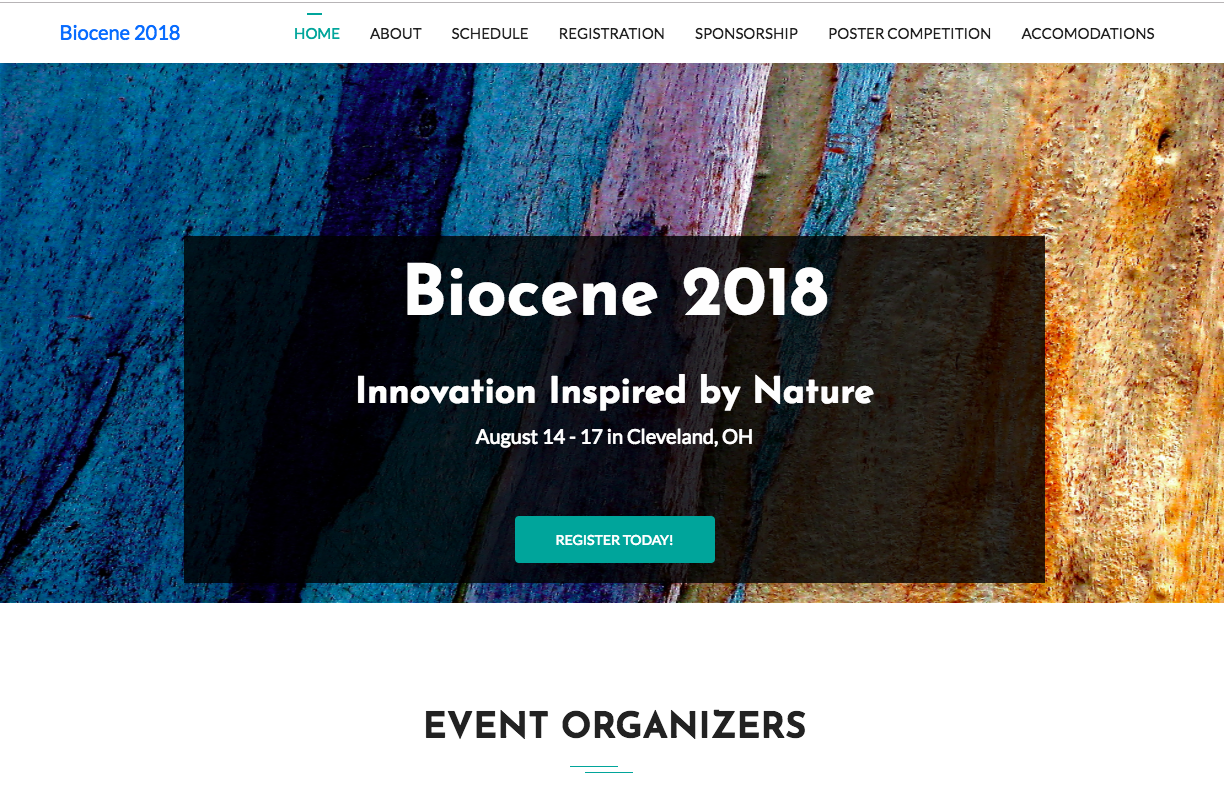 Biocene 2018 HOME ABOUT SCHEDULE REGISTRATION SPONSORSHIP POSTER COMPETITION ACCOMODATIONS
Biocene 2018
Innovation Inspired by Nature
August 14 - 17 in Cleveland, OH
REGISTER TODAY!
EVENT ORGANIZERS